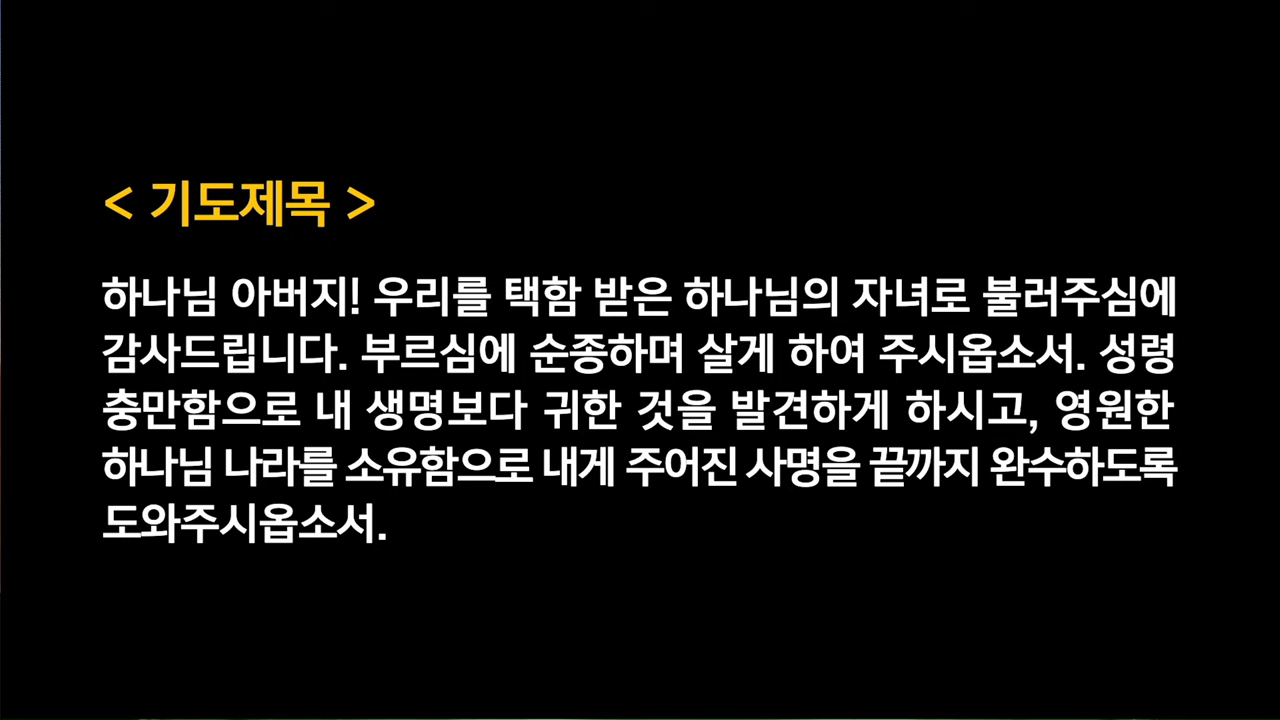 < 기도제목 >
하나님 아버지! 우리를 택함 받은 하나님의 자녀로 불러주심에
감사드립니다. 부르심에 순종하며 살게 하여 주시옵소서. 성령
충만함으로 내 생명보다 귀한 것을 발견하게 하시고, 영원한
하나님 나라를 소유함으로 내게 주어진 사명을 끝까지 완수하도록
도와주시옵소서.